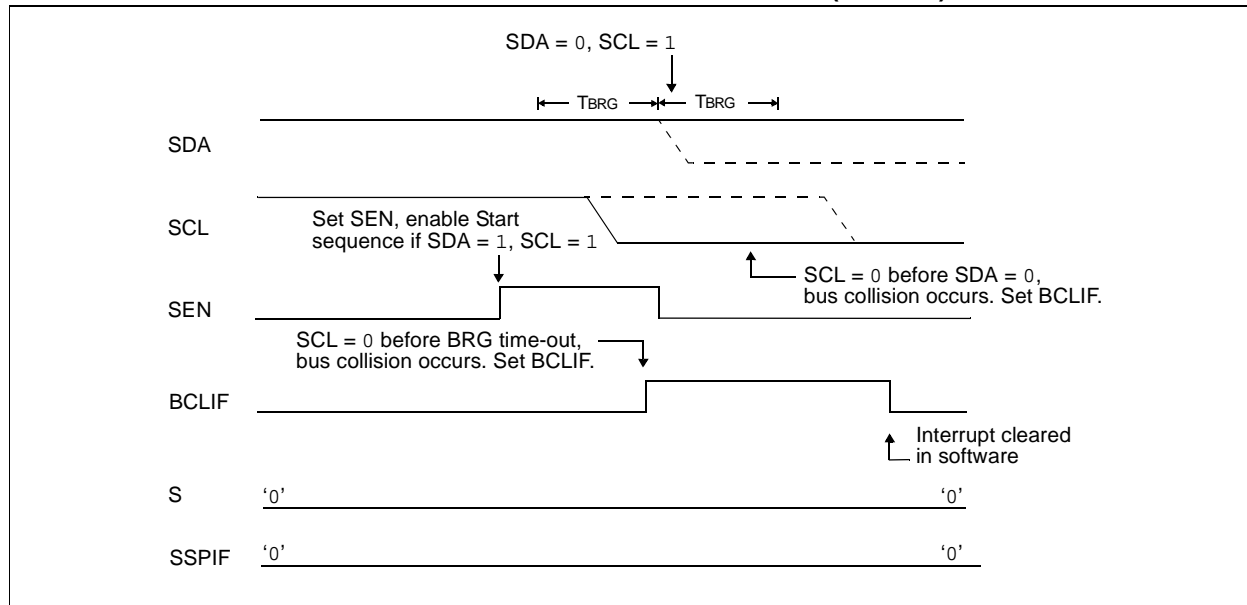 SDA = 0, SCL = 1
TBRG TBRG
SDA
SCL
Set SEN, enable Start
sequence if SDA = 1, SCL = 1
SCL = 0 before SDA = 0,
bus collision occurs. Set BCLIF.
SEN
SCL = 0 before BRG time-out,
bus collision occurs. Set BCLIF.
BCLIF
Interrupt cleared
in software
S ‘0’ ‘0’
SSPIF ‘0’ ‘0’